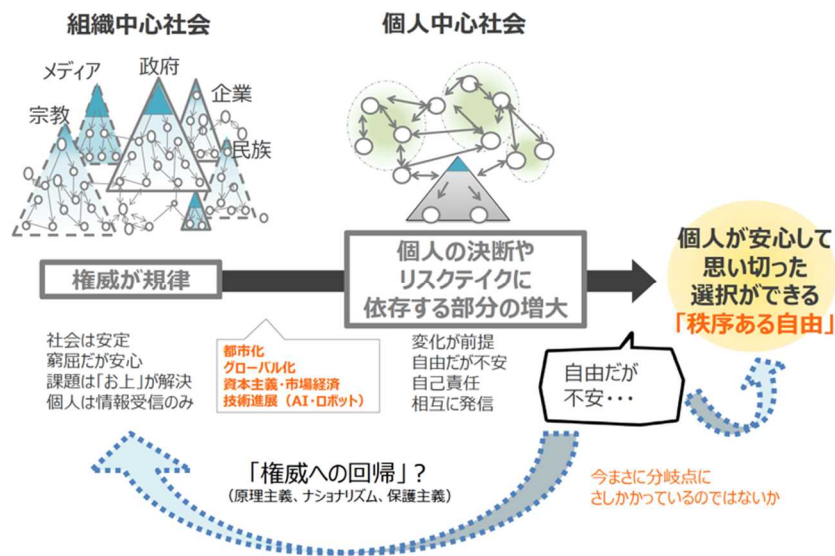 組織中心社会
個人中心社会
メディア
政府
企業
宗教
民族
権威が規律
個人の決断や
リスクテイクに
依存する部分の増大
個人が安心して
思い切った
選択ができる
「秩序ある自由」
社会は安定
窮屈だが安心
課題は「お上」が解決
個人は情報受信のみ
都市化
グローバル化
資本主義・市場経済
技術進展（AI・ロボット）
変化が前提
自由だが不安
自己責任
相互に発信
自由だが
不安・・・
「権威への回帰」？
（原理主義、ナショナリズム、保護主義）
今まさに分岐点に
さしかかっているのではないか